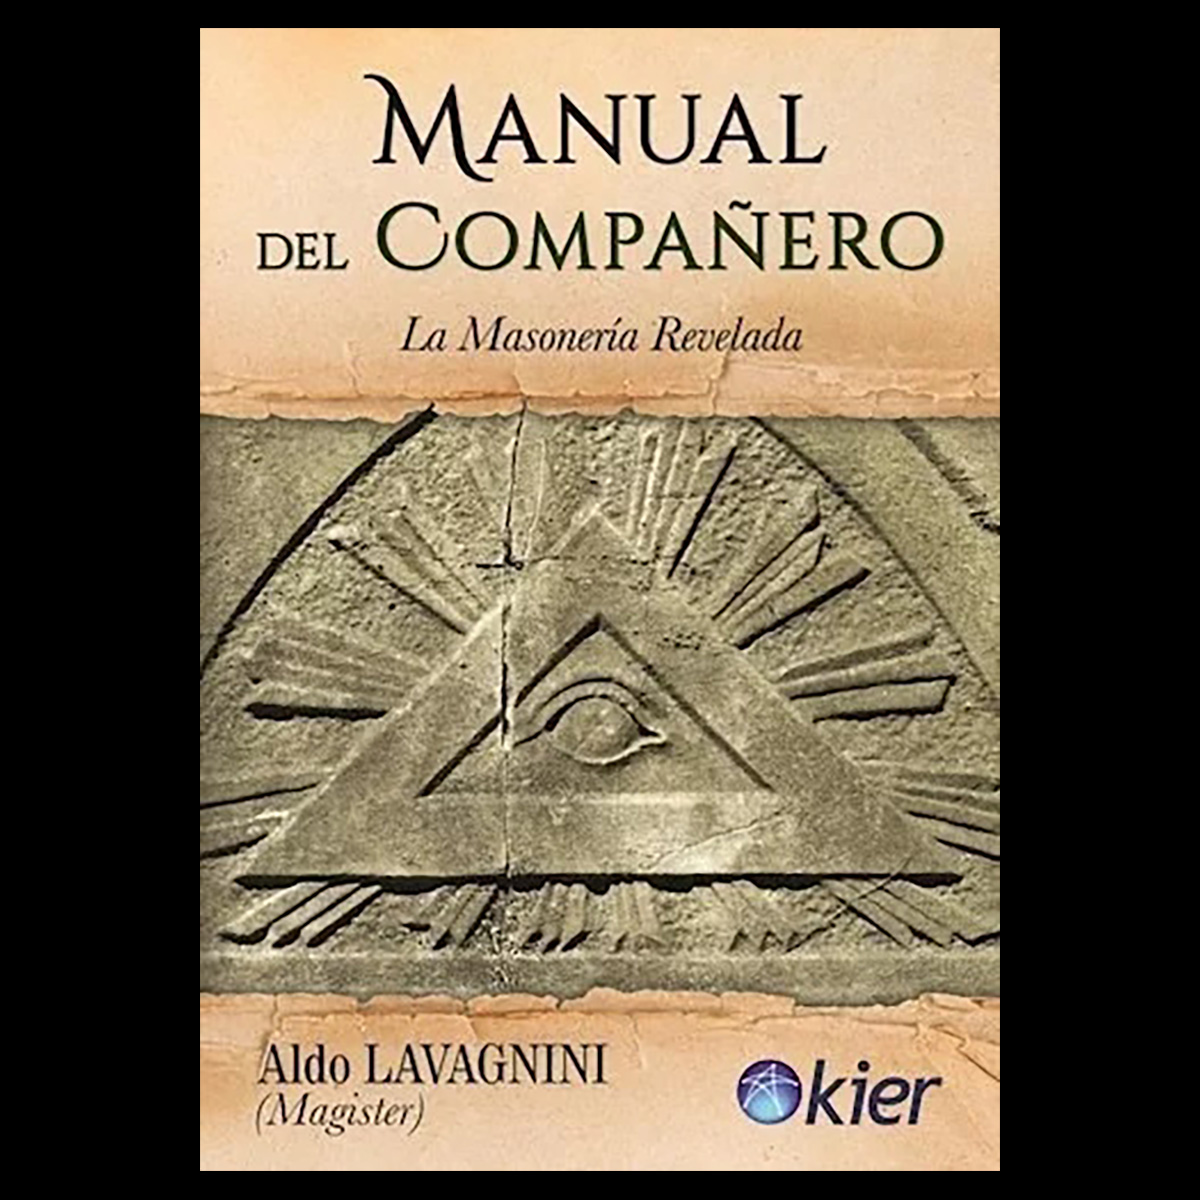 MANUAL
DEL COMPAÑERO
La Masonería Revelada
Aldo LAVAGNINI
(Magister)
kier